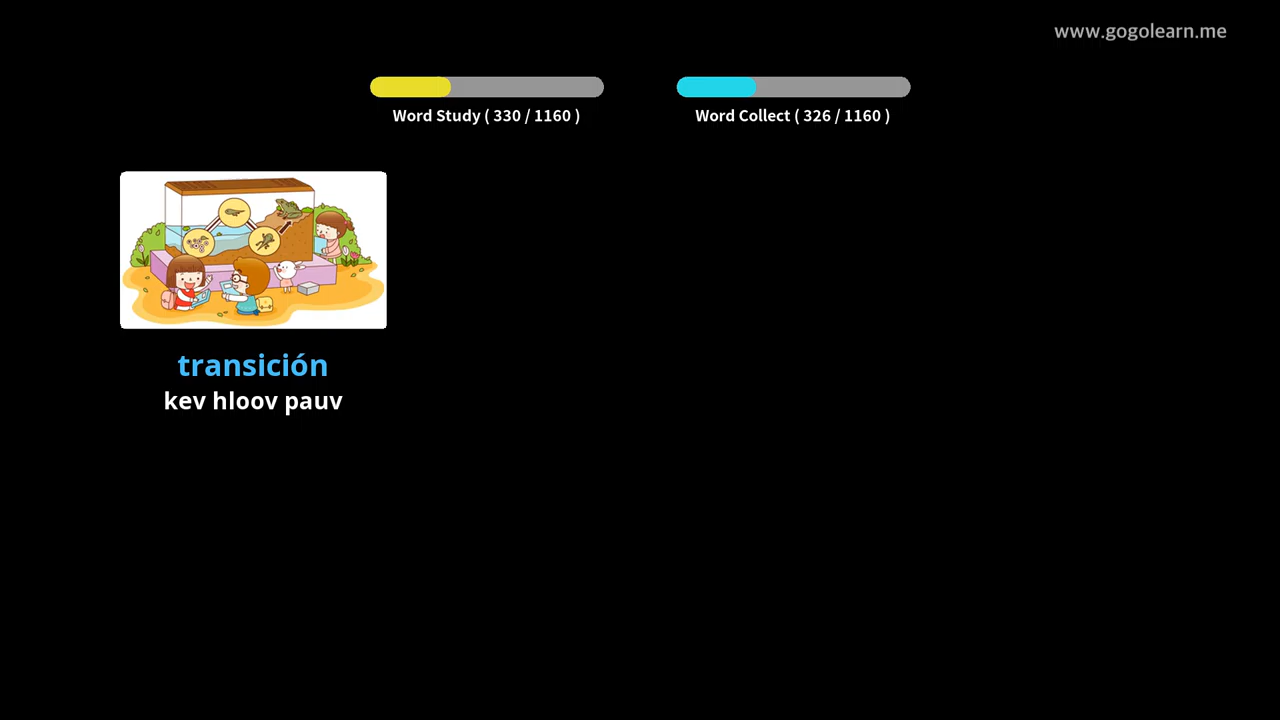 www.gogolearn.me
Word Study ( 330 / 1160 )
Word Collect ( 326 / 1160 )
transición
kev hloov pauv